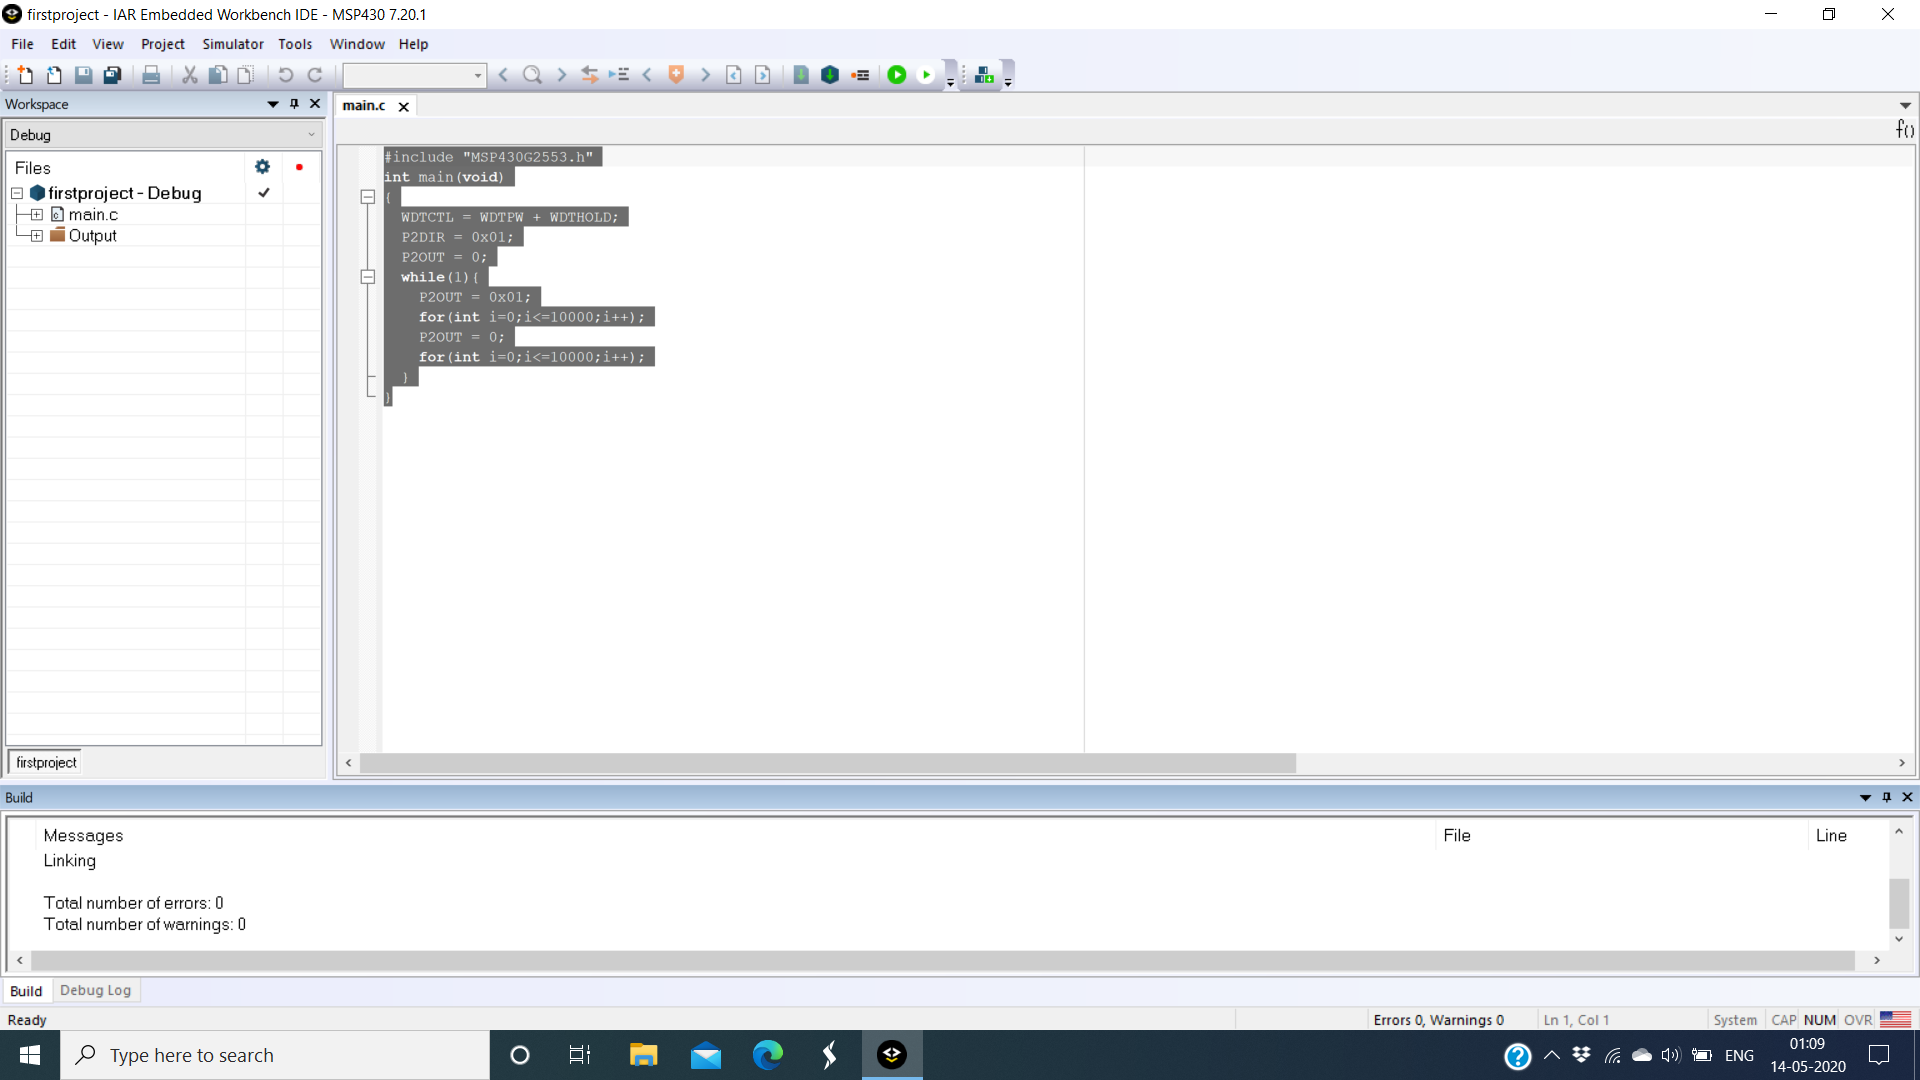 firstproject - IAR Embedded Workbench IDE - MSP430 7.20.1
File Edit View Project Simulator Tools Window Help
Workspace
main.c
Debug
f()
Files
firstproject - Debug
main.c
Output
#include "MSP430G2553.h"
int main(void)
{
WDTCTL = WDTPW + WDTHOLD;
P2DIR = 0x01;
P2OUT = 0;
while(1){
P2OUT = 0x01;
for(int i=0;i<=10000;i++);
P2OUT = 0;
for(int i=0;i<=10000;i++);
}
}
firstproject
Build
Messages File Line
Linking
Total number of errors: 0
Total number of warnings: 0
Build Debug Log
Ready Errors 0, Warnings 0 Ln 1, Col 1 System CAP NUM OVR
Type here to search
ENG
01:09
14-05-2020